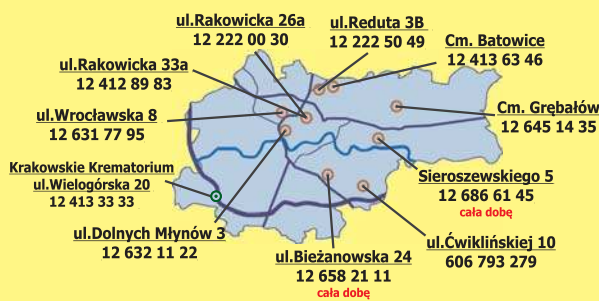 ul.Rakowicka 26a
12 222 00 30
ul.Reduta 3B
12 222 50 49
Cm. Batowice
12 413 63 46
ul.Rakowicka 33a
12 412 89 83
Cm. Grębałów
12 645 14 35
ul.Wrocławska 8
12 631 77 95
Krakowskie Krematorium
ul.Wielogórska 20
12 413 33 33
Sieroszewskiego 5
12 686 61 45
cała dobę
ul.Dolnych Młynów 3
12 632 11 22
ul.Bieżanowska 24
12 658 21 11
cała dobę
ul.Ćwiklińskiej 10
606 793 279